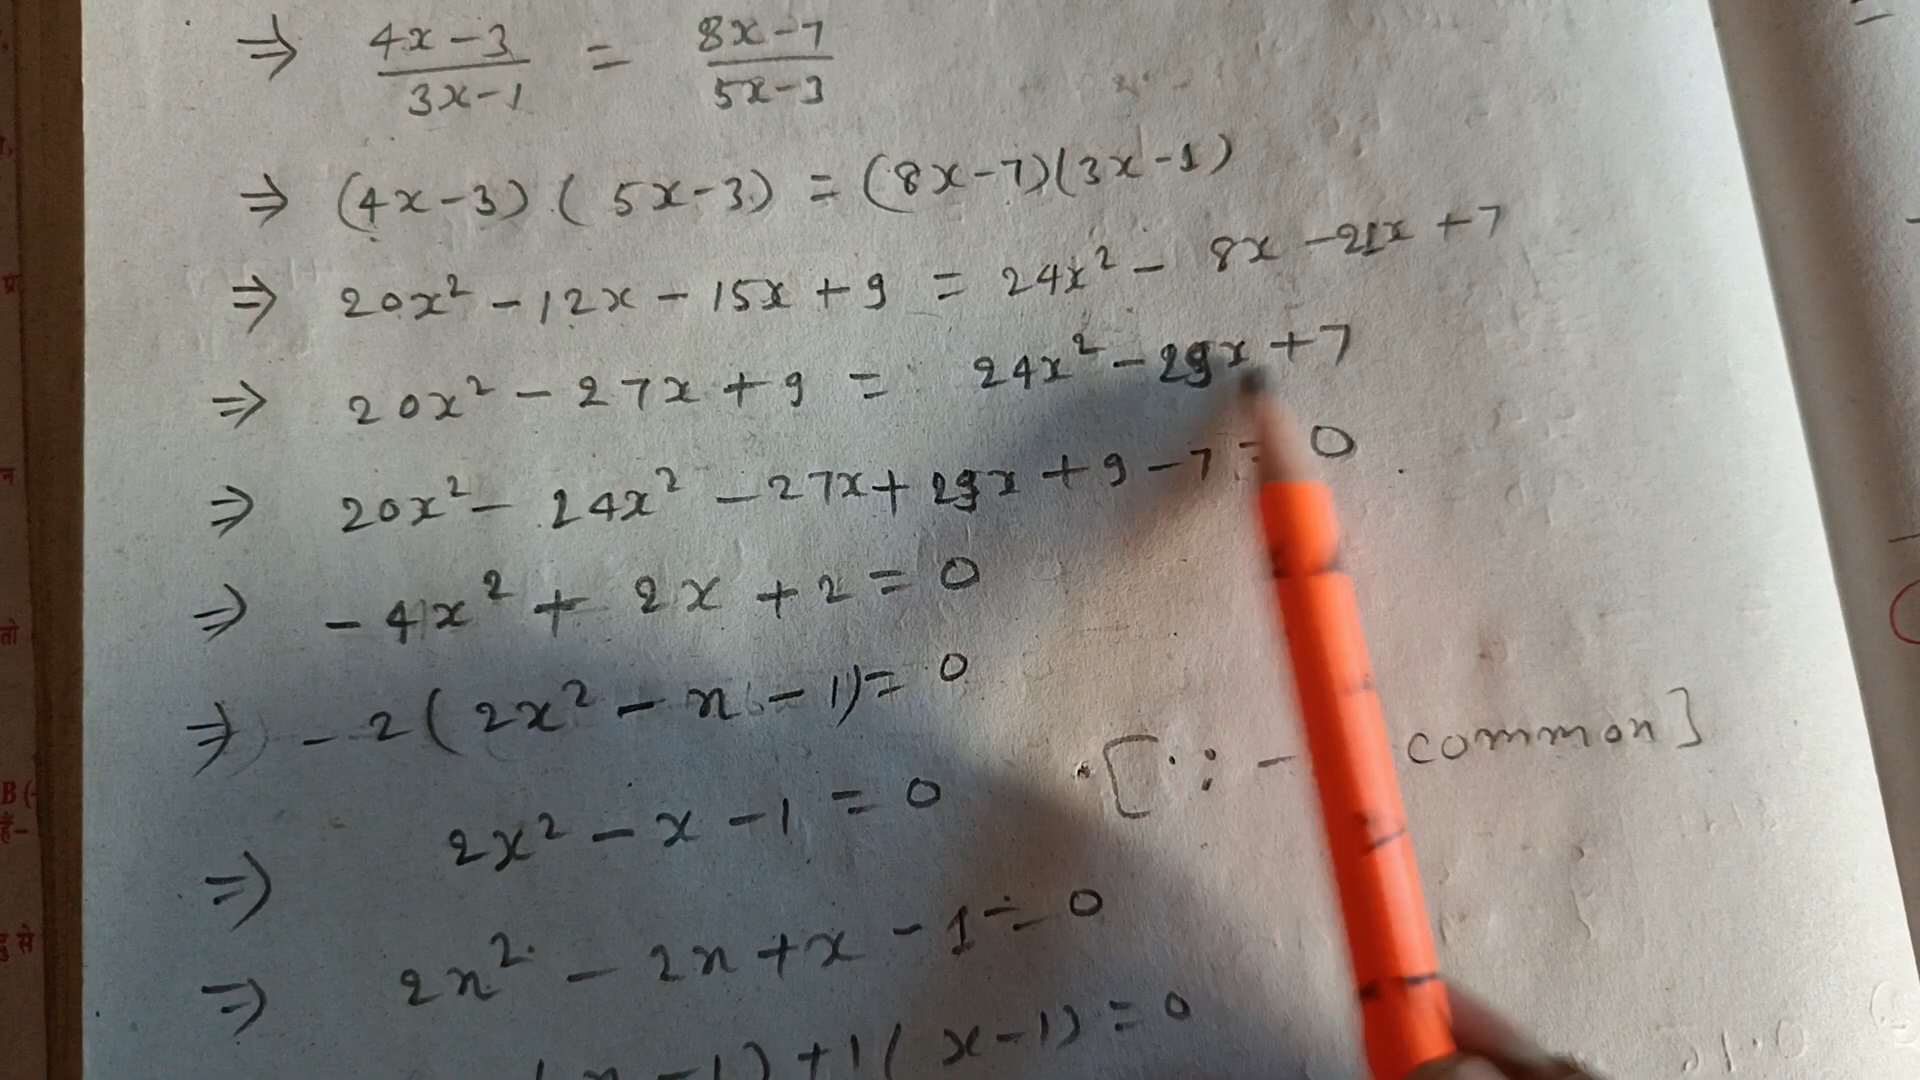 ⇒ (4x-3)/(3x-1) = (8x-7)/(5x-3)
⇒ (4x-3)(5x-3) = (8x-7)(3x-1)
⇒ 20x² - 12x - 15x + 9 = 24x² - 8x - 21x + 7
⇒ 20x² - 27x + 9 = 24x² - 29x + 7
⇒ 20x² - 24x² - 27x + 29x + 9 - 7 = 0
⇒ -4x² + 2x + 2 = 0
⇒ -2(2x² - x - 1) = 0
[∵ - common]
⇒ 2x² - x - 1 = 0
⇒ 2x² - 2x + x - 1 = 0
(x-1) + 1(x-1) = 0